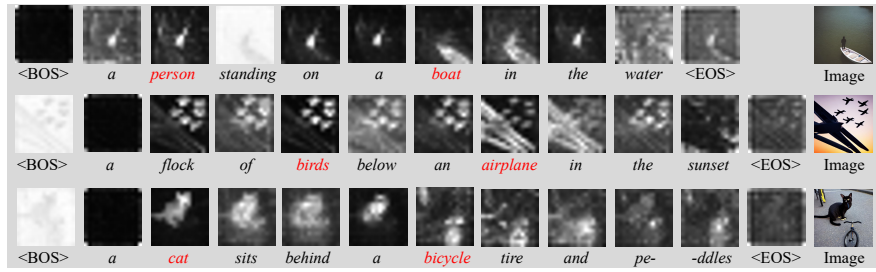 <BOS> a person standing on a boat in the water <EOS> Image
<BOS> a flock of birds below an airplane in the sunset <EOS> Image
<BOS> a cat sits behind a bicycle tire and pe- -ddles <EOS> Image